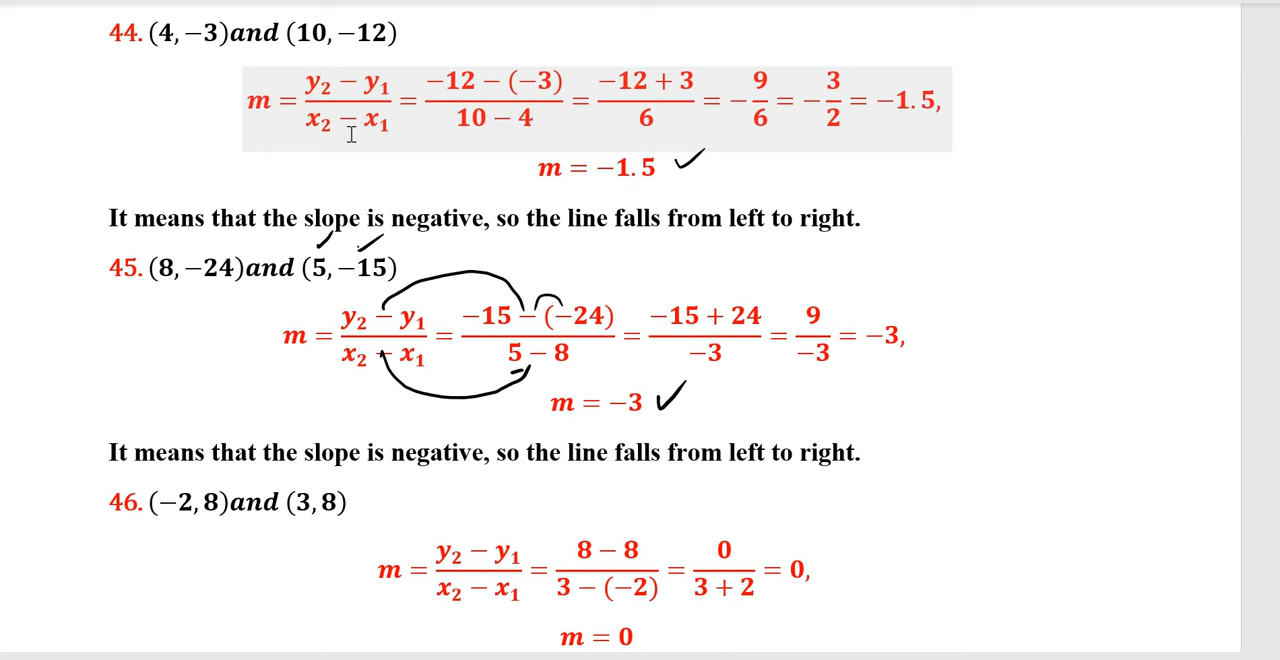 44. (4, −3)and (10, −12)
m = y₂ − y₁ / x₂ − x₁ = −12 − (−3) / 10 − 4 = −12 + 3 / 6 = − 9/6 = − 3/2 = −1.5,
m = −1.5 ✓
It means that the slope is negative, so the line falls from left to right.
45. (8, −24)and (5, −15)
m = y₂ − y₁ / x₂ − x₁ = −15 − (−24) / 5 − 8 = −15 + 24 / −3 = 9 / −3 = −3,
m = −3 ✓
It means that the slope is negative, so the line falls from left to right.
46. (−2, 8)and (3, 8)
m = y₂ − y₁ / x₂ − x₁ = 8 − 8 / 3 − (−2) = 0 / 3 + 2 = 0,
m = 0